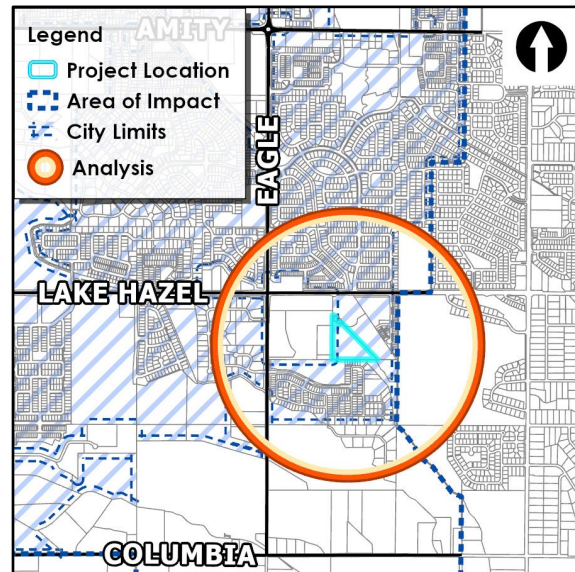 Legend
AMITY
Project Location
Area of Impact
City Limits
Analysis
EAGLE
LAKE HAZEL
COLUMBIA